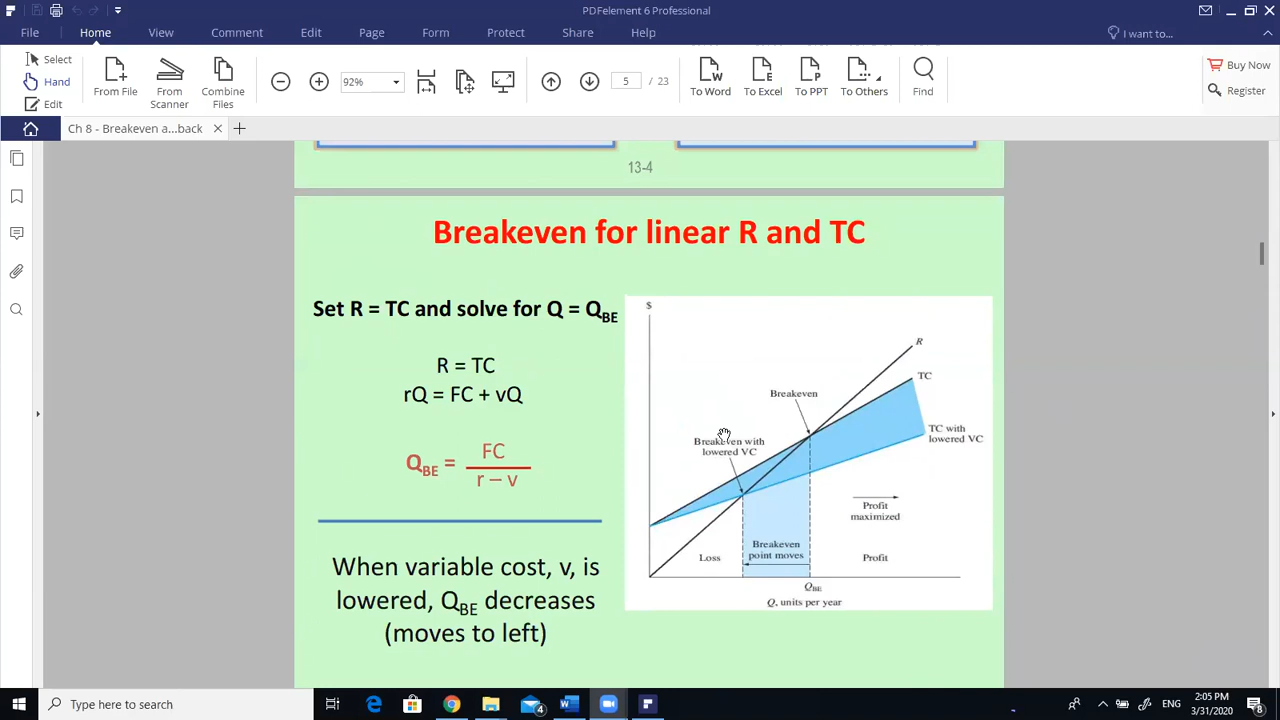 PDFelement 6 Professional
File Home View Comment Edit Page Form Protect Share Help I want to...
Select
Hand
Edit
From File
From Scanner
Combine Files
92%
5 / 23
To Word
To Excel
To PPT
To Others
Find
Buy Now
Register
Ch 8 - Breakeven a...back
13-4
Breakeven for linear R and TC
Set R = TC and solve for Q = QBE
R = TC
rQ = FC + vQ
QBE = FC
r – v
When variable cost, v, is
lowered, QBE decreases
(moves to left)
$
R
TC
Breakeven
TC with
lowered VC
Breakeven with
lowered VC
Profit
maximized
Loss
Breakeven
point moves
Profit
QBE
Q, units per year
Type here to search
4
2:05 PM
3/31/2020
8